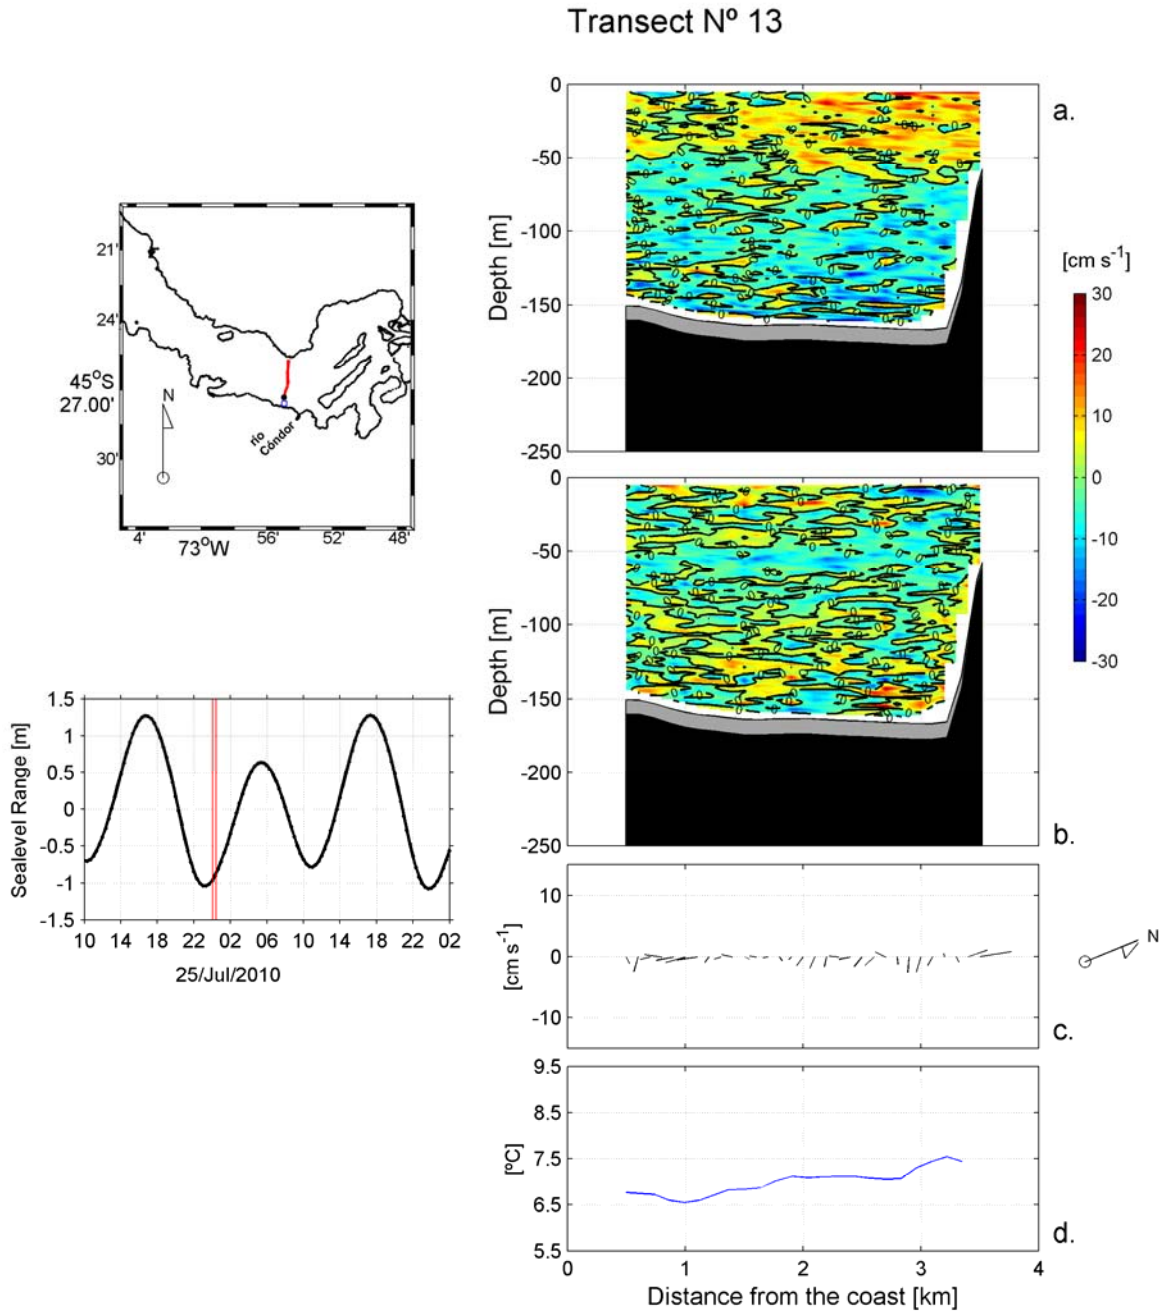 Transect Nº 13
0
-50
-100
-150
-200
-250
Depth [m]
a.
21'
24'
45°S
27.00'
30'
N
río
Cóndor
4'
73°W
56'
52'
48'
[cm s⁻¹]
30
20
10
0
-10
-20
-30
0
-50
-100
-150
-200
-250
Depth [m]
b.
1.5
1
0.5
0
-0.5
-1
-1.5
Sealevel Range [m]
10 14 18 22 02 06 10 14 18 22 02
25/Jul/2010
10
0
-10
[cm s⁻¹]
N
c.
9.5
8.5
7.5
6.5
5.5
[ºC]
d.
0 1 2 3 4
Distance from the coast [km]